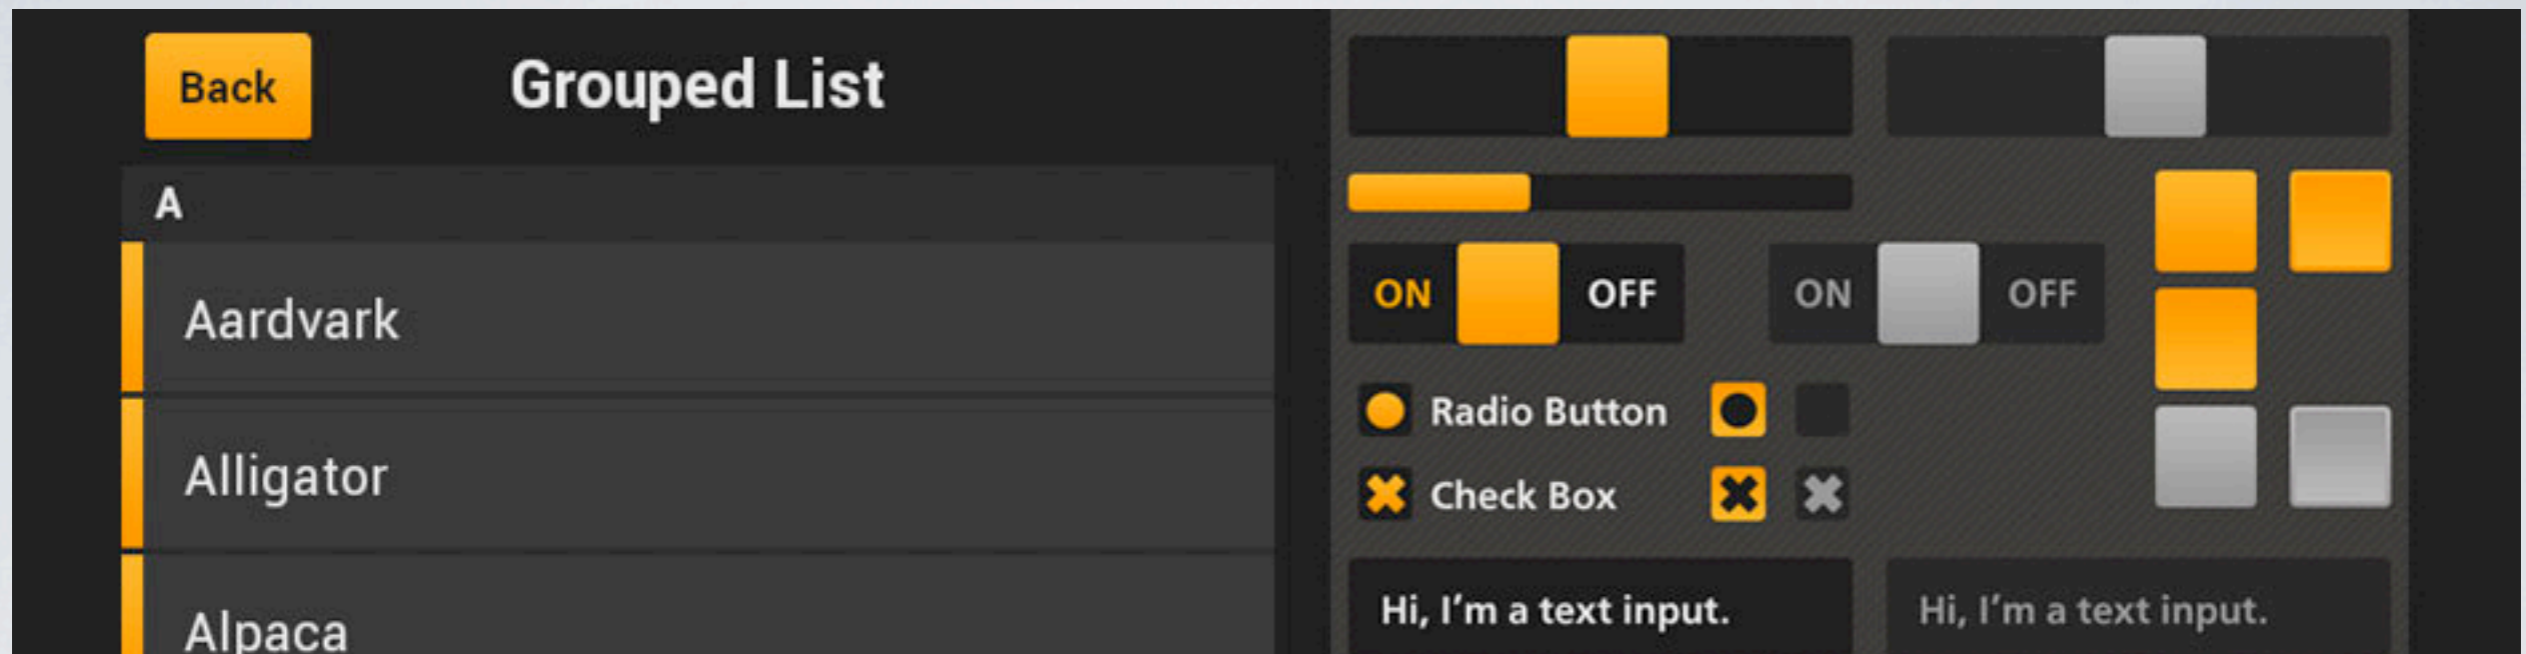 Back
Grouped List
A
Aardvark
Alligator
Alpaca
ON OFF
ON OFF
Radio Button
Check Box
Hi, I'm a text input.
Hi, I'm a text input.